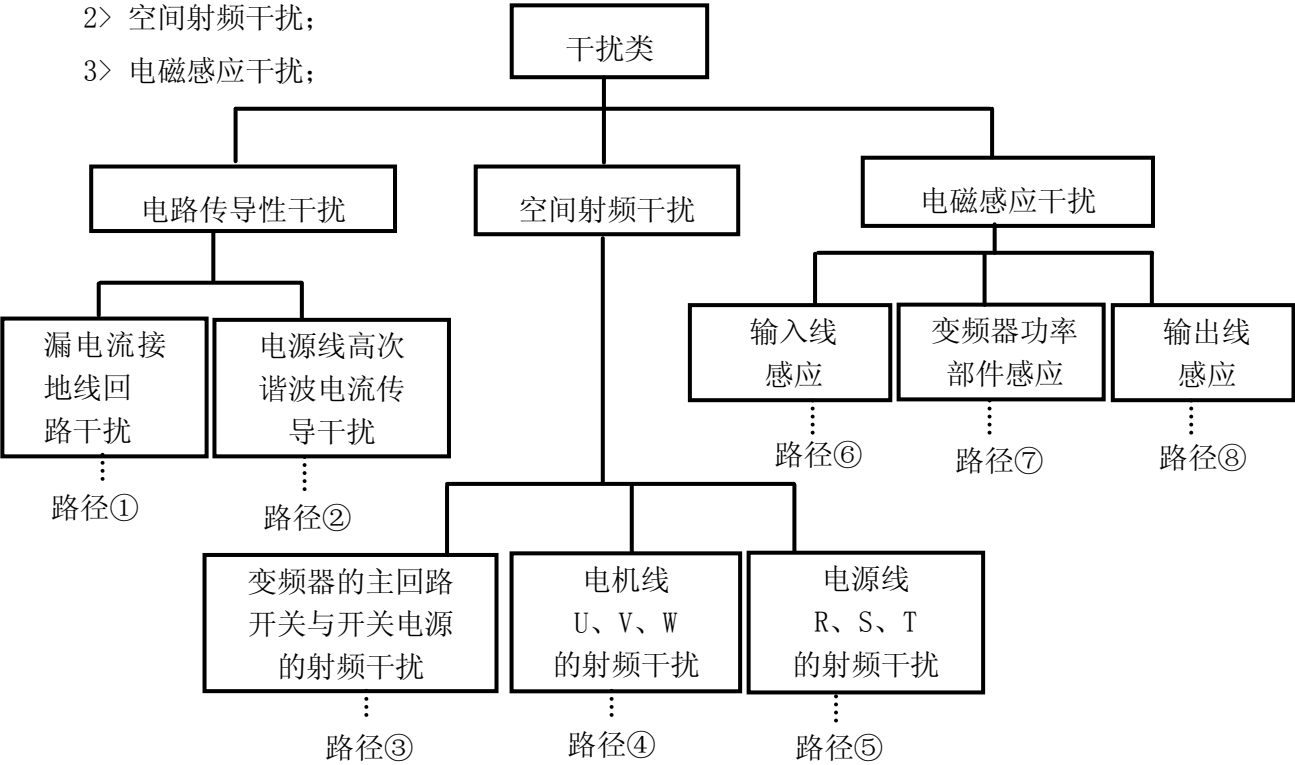 2> 空间射频干扰;
3> 电磁感应干扰;
干扰类
电路传导性干扰
空间射频干扰
电磁感应干扰
漏电流接
地线回
路干扰
路径①
电源线高次
谐波电流传
导干扰
路径②
变频器的主回路
开关与开关电源
的射频干扰
路径③
电机线
U、V、W
的射频干扰
路径④
电源线
R、S、T
的射频干扰
路径⑤
输入线
感应
路径⑥
变频器功率
部件感应
路径⑦
输出线
感应
路径⑧